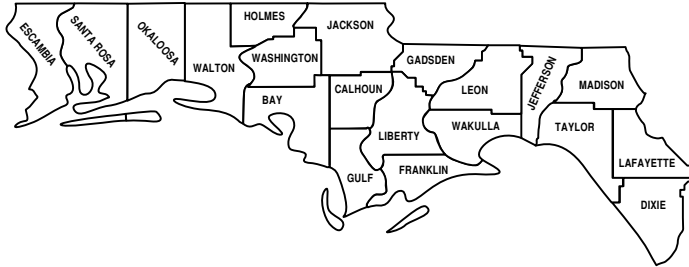 HOLMES
JACKSON
ESCAMBIA
SANTA ROSA
OKALOOSA
WALTON
WASHINGTON
BAY
CALHOUN
GADSDEN
LEON
JEFFERSON
MADISON
LIBERTY
WAKULLA
TAYLOR
GULF
FRANKLIN
LAFAYETTE
DIXIE